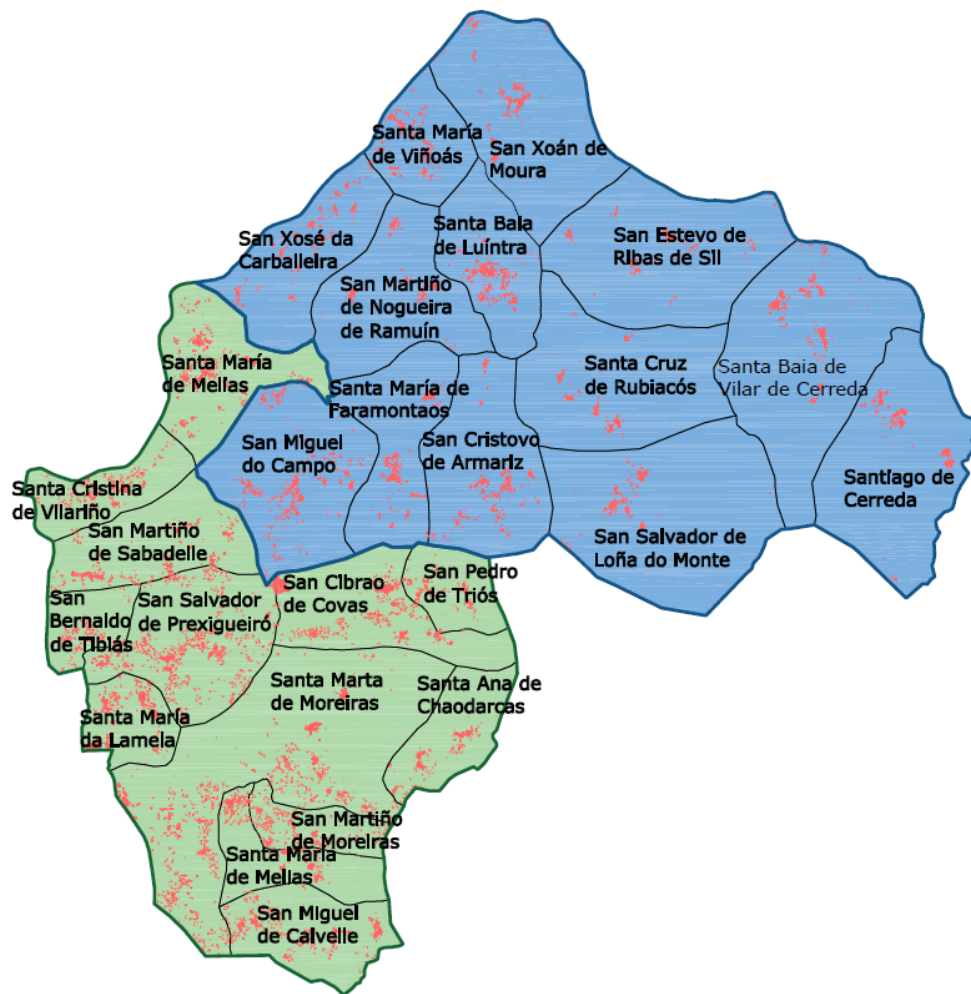 Santa María
de Viñoás
San Xoán de
Moura
Santa Baia
de Luíntra
San Xosé da
Carballeira
San Estevo de
Ribas de Sil
San Martiño
de Nogueira
de Ramuín
Santa María
de Mellas
Santa Cruz
de Rubiacós
Santa Baia de
Vilar de Cerreda
Santa María de
Faramontaos
San Miguel
do Campo
San Cristovo
de Armariz
Santiago de
Cerreda
Santa Cristina
de Vilariño
San Martiño
de Sabadelle
San Salvador de
Loña do Monte
San Pedro
de Triós
San Cibrao
de Covas
San
Bernaldo
de Tibiás
San Salvador
de Prexigueiró
Santa Marta
de Moreiras
Santa Ana de
Chaodarcas
Santa María
da Lamela
San Martiño
de Moreiras
Santa María
de Mellas
San Miguel
de Calvelle